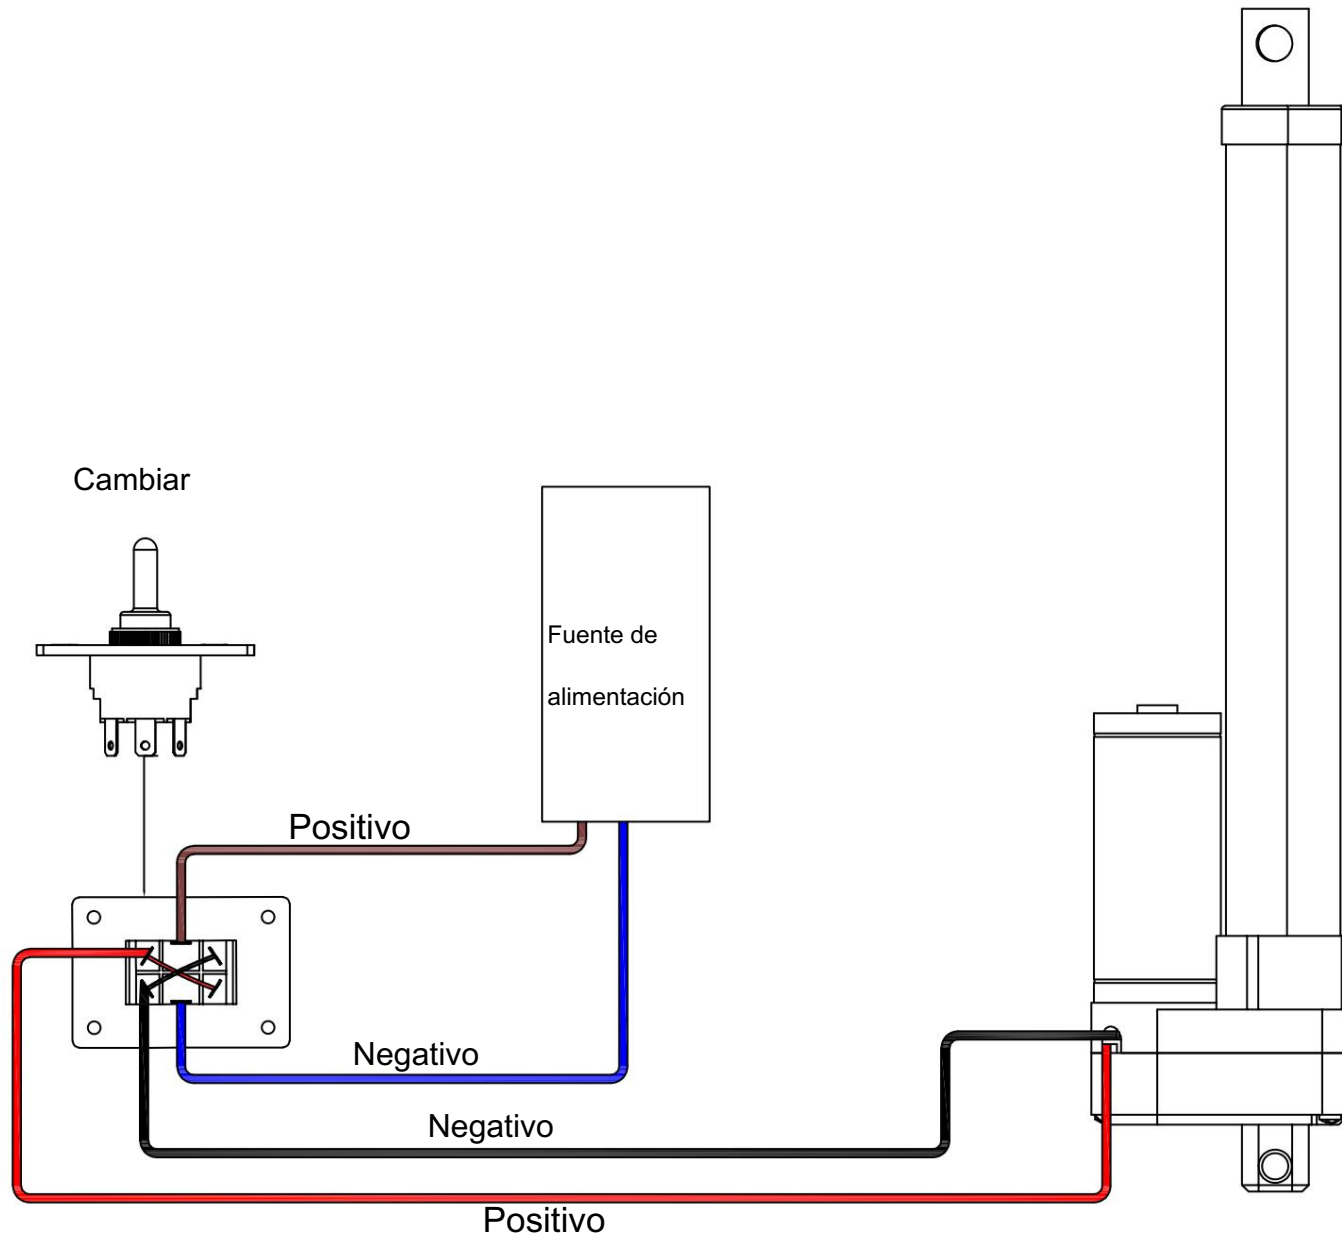 Cambiar
Fuente de
alimentación
Positivo
Negativo
Negativo
Positivo